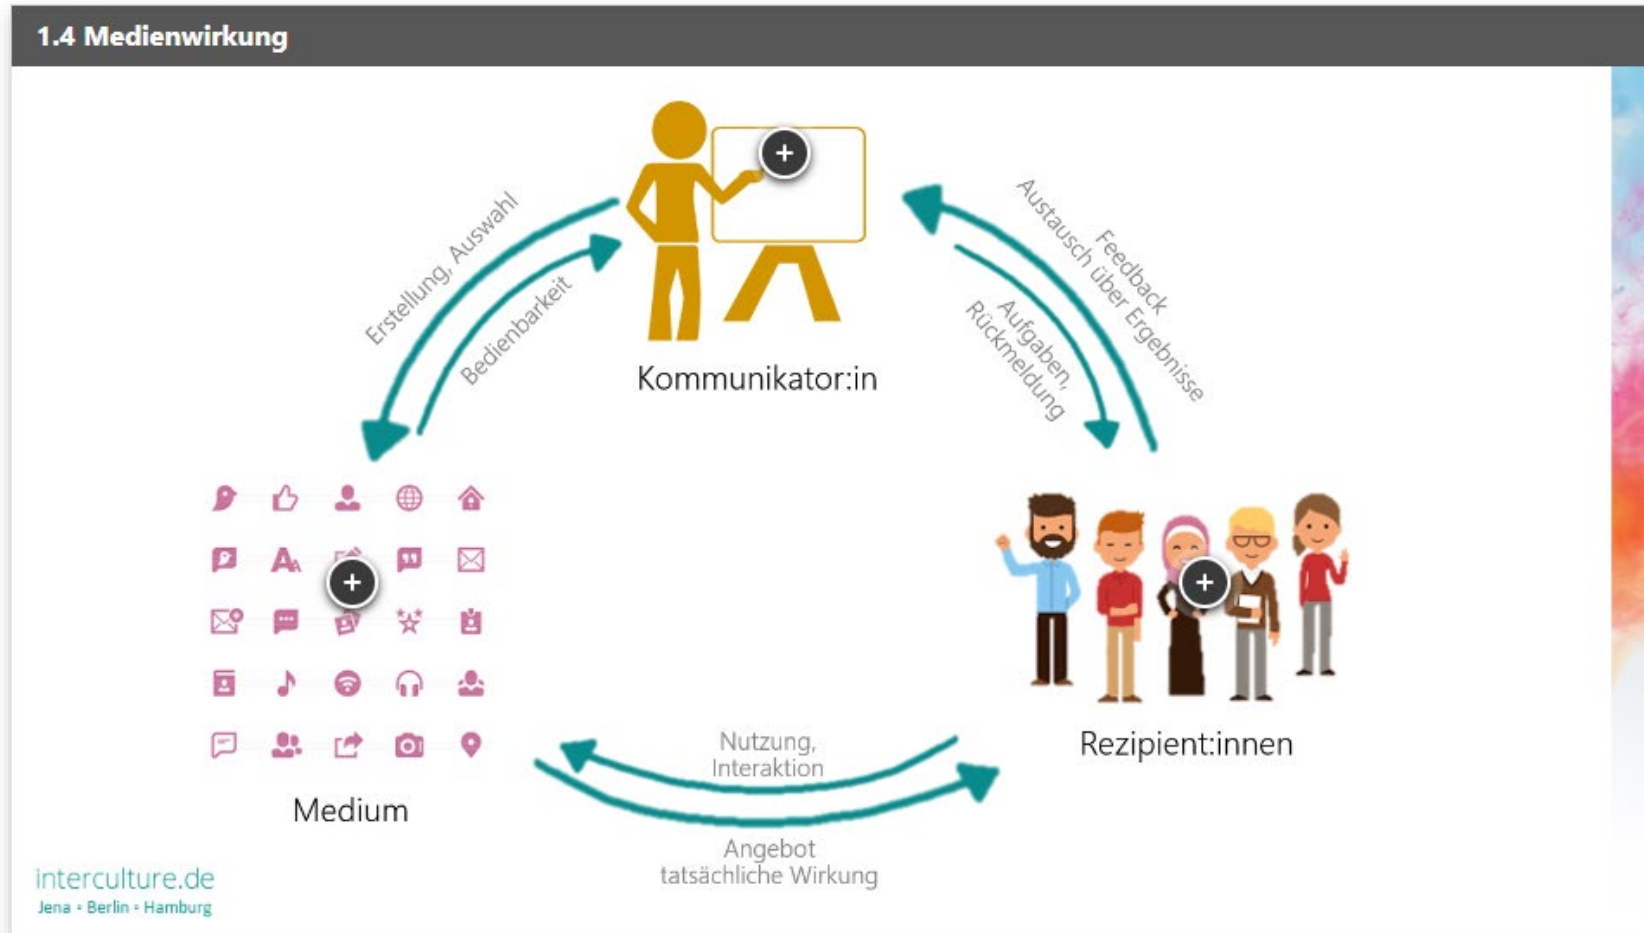 1.4 Medienwirkung
Erstellung, Auswahl
Bedienbarkeit
Kommunikator:in
Feedback
Austausch über Ergebnisse
Aufgaben,
Rückmeldung
Medium
Nutzung,
Interaktion
Rezipient:innen
Angebot
tatsächliche Wirkung
interculture.de
Jena • Berlin • Hamburg